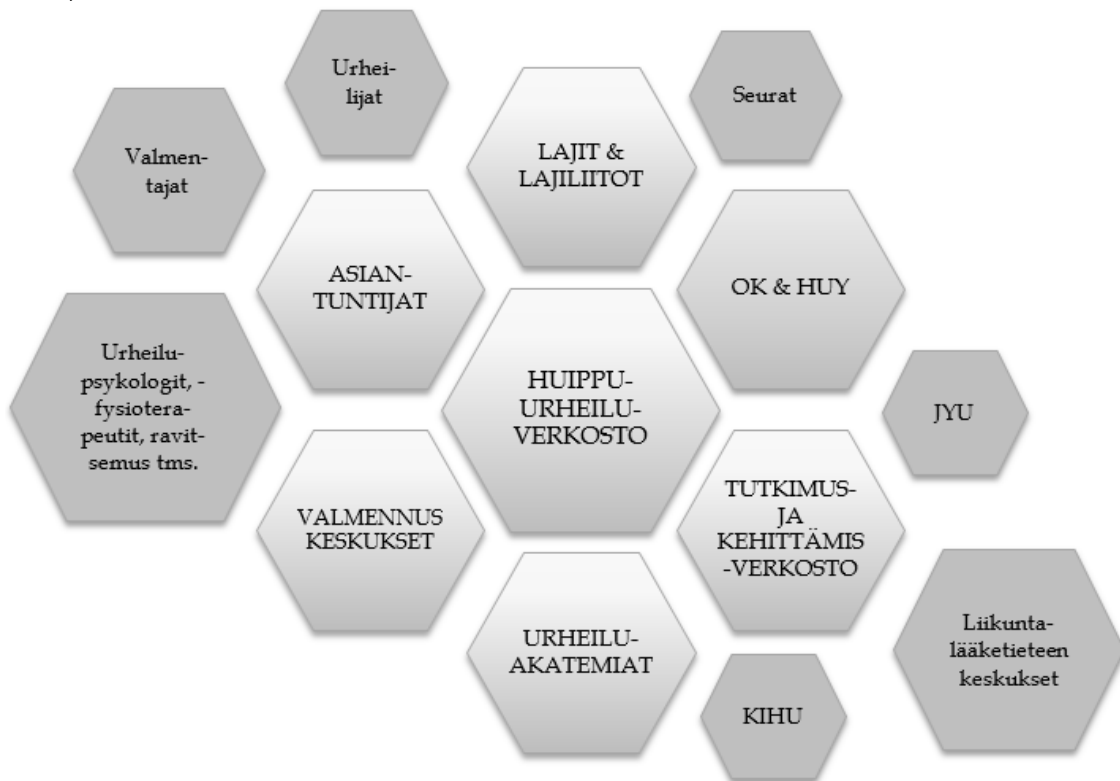 Urhei-
lijat
Seurat
Valmen-
tajat
LAJIT &
LAJILIITOT
ASIAN-
TUNTIJAT
OK & HUY
Urheilu-
psykologit, -
fysiotera-
peutit, ravit-
semus tms.
HUIPPU-
URHEILU-
VERKOSTO
JYU
VALMENNUS
KESKUKSET
TUTKIMUS-
JA
KEHITTÄMIS
-VERKOSTO
URHEILU-
AKATEMIAT
Liikunta-
lääketieteen
keskukset
KIHU